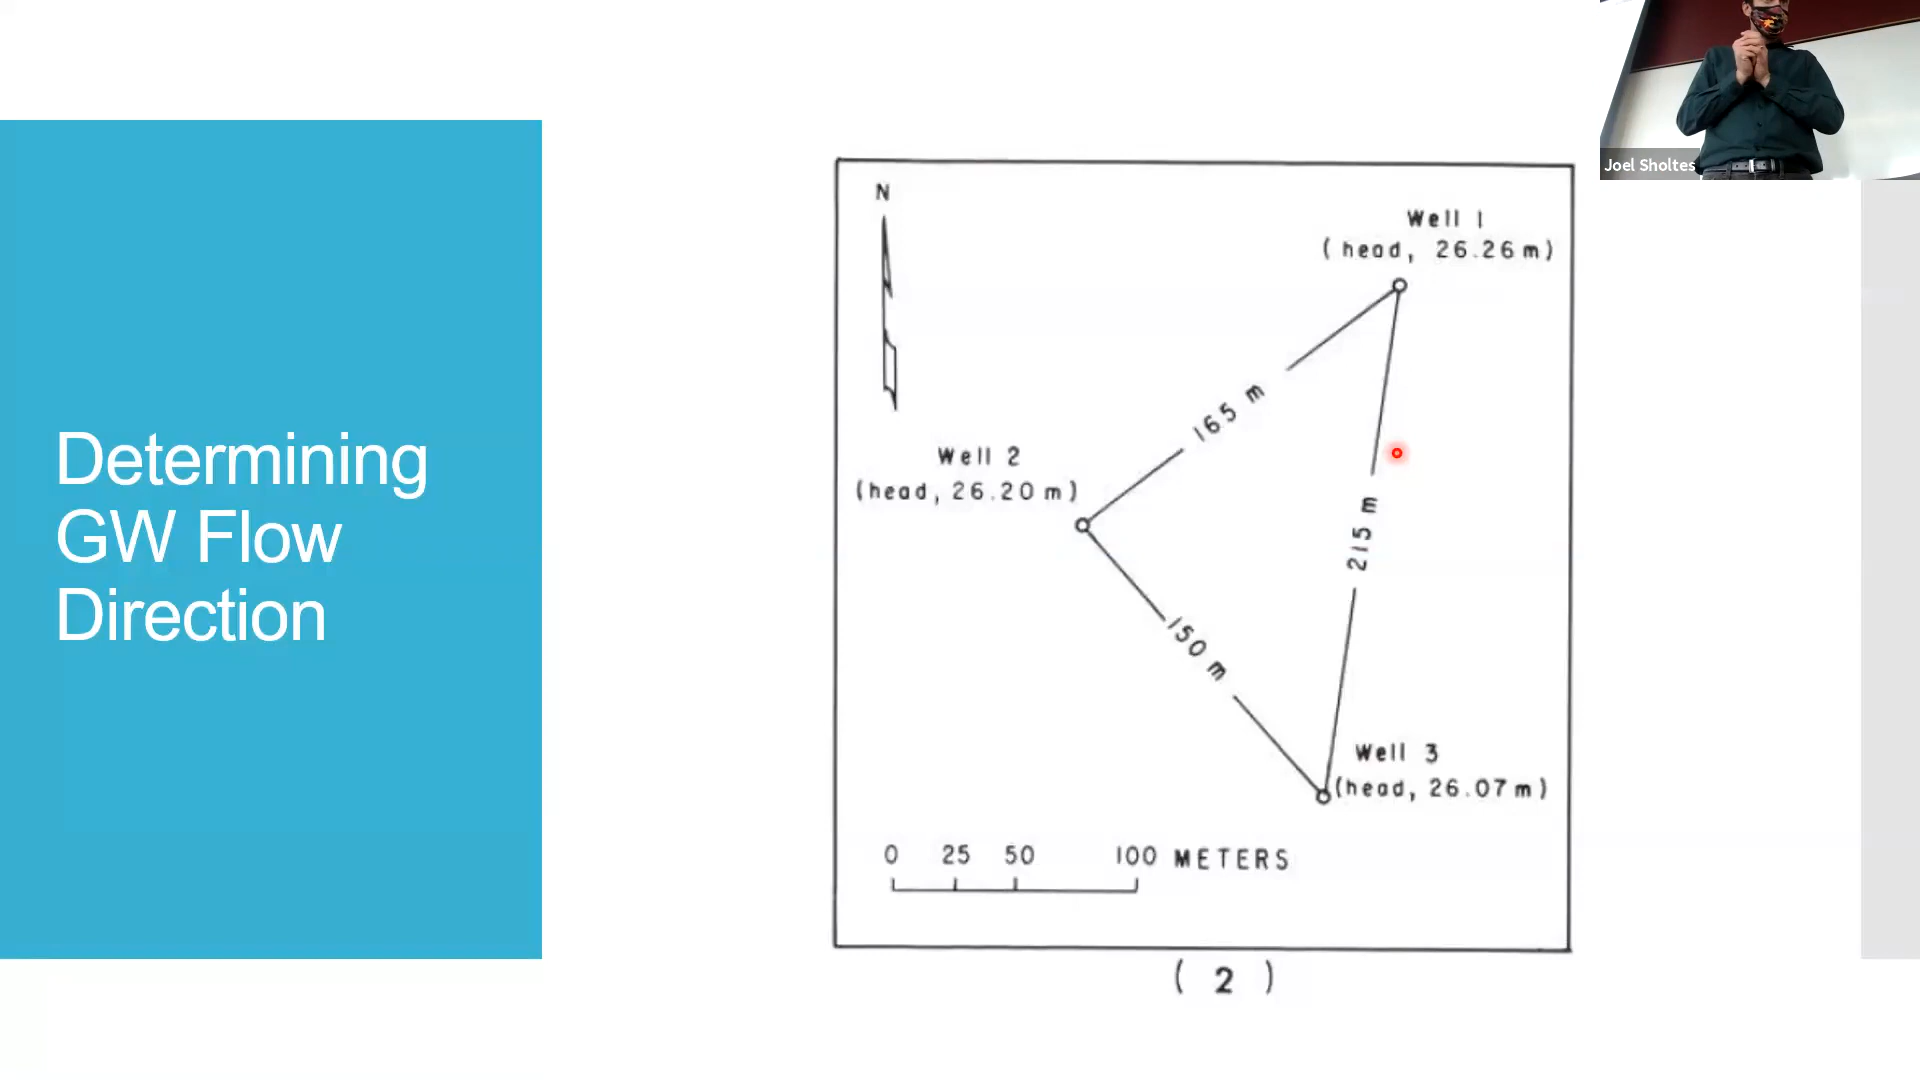 Joel Sholtes
Determining
GW Flow
Direction
N
Well 1
(head, 26.26 m)
165 m
Well 2
(head, 26.20 m)
215 m
150 m
Well 3
(head, 26.07 m)
0 25 50 100 METERS
(2)